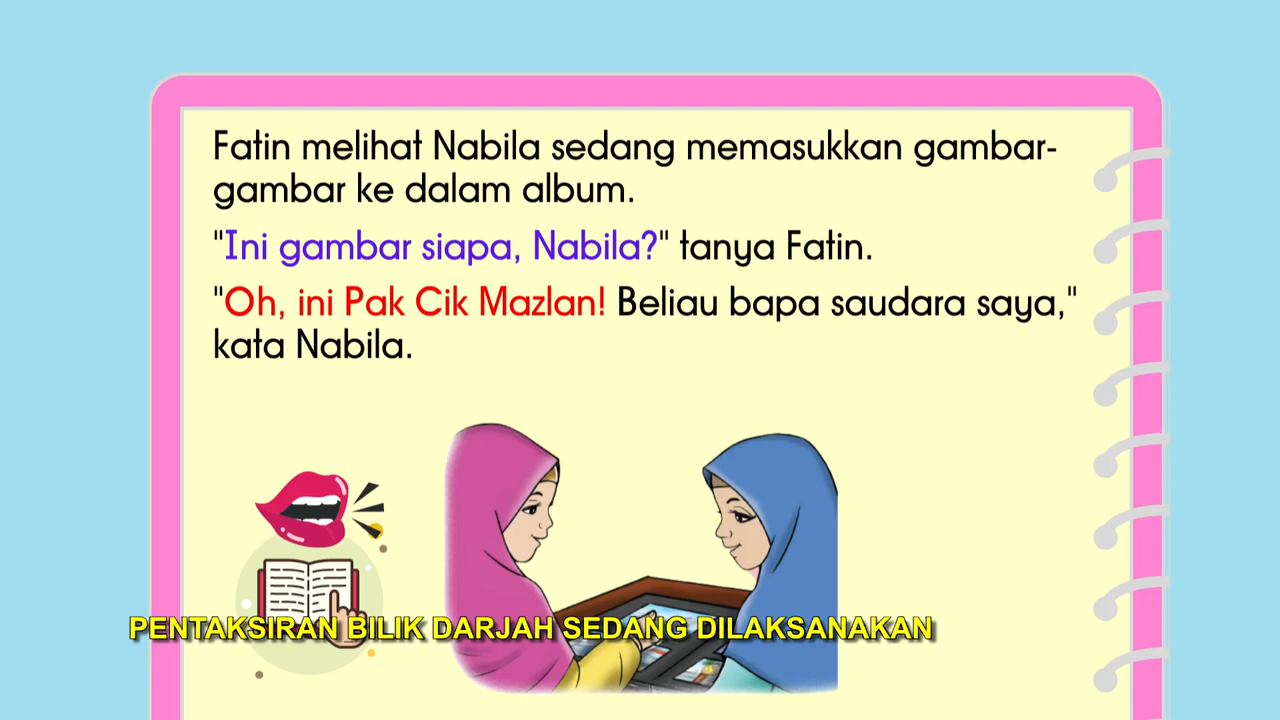 Fatin melihat Nabila sedang memasukkan gambar-
gambar ke dalam album.
"Ini gambar siapa, Nabila?" tanya Fatin.
"Oh, ini Pak Cik Mazlan! Beliau bapa saudara saya,"
kata Nabila.
PENTAKSIRAN BILIK DARJAH SEDANG DILAKSANAKAN